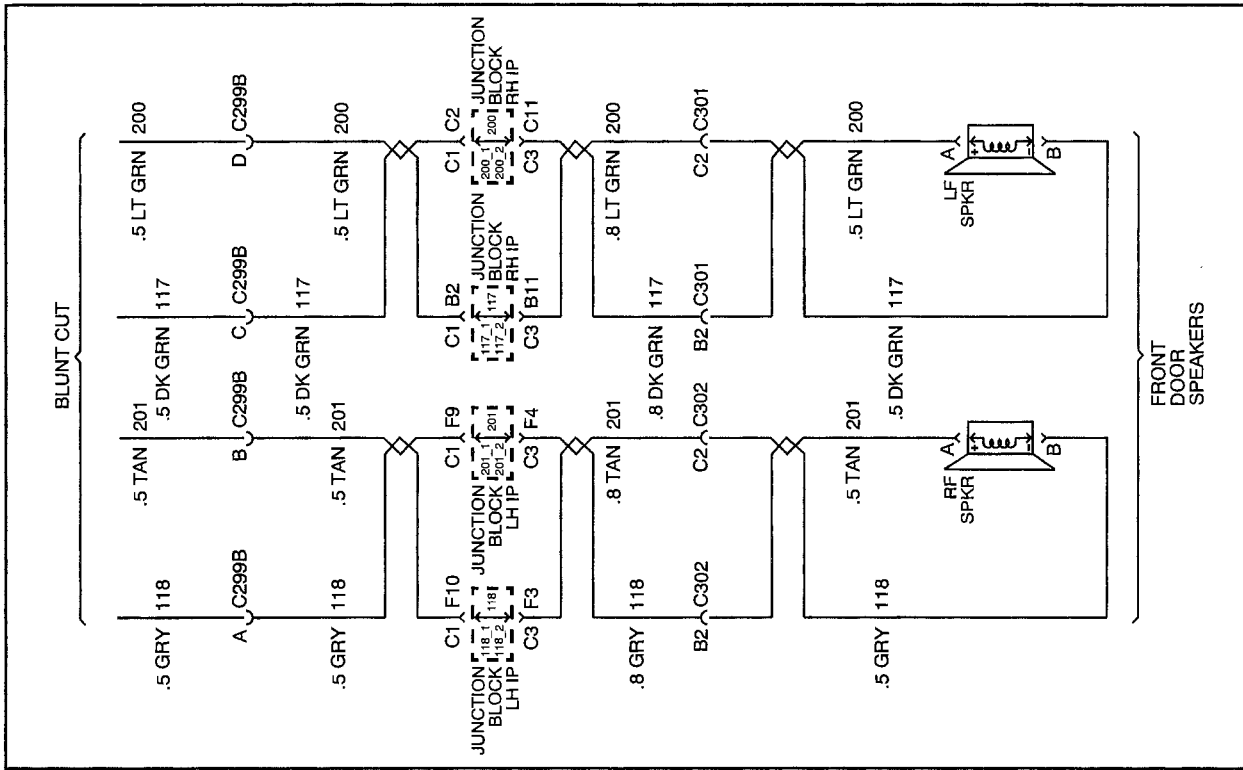 BLUNT CUT
.5 GRY 118
.5 TAN 201
.5 DK GRN 117
.5 LT GRN 200
A C299B
B C299B
C C299B
D C299B
.5 GRY 118
.5 TAN 201
.5 DK GRN 117
.5 LT GRN 200
C1 F10
C1 F9
C1 B2
C1 C2
JUNCTION
BLOCK
LH IP
118_1
118_2
118
JUNCTION
BLOCK
LH IP
201_1
201_2
201
117_1
117_2
117
JUNCTION
BLOCK
RH IP
200_1
200_2
200
JUNCTION
BLOCK
RH IP
C3 F3
C3 F4
C3 B11
C3 C11
.8 GRY 118
.8 TAN 201
.8 DK GRN 117
.8 LT GRN 200
B2 C302
C2 C302
B2 C301
C2 C301
.5 GRY 118
.5 TAN 201
.5 DK GRN 117
.5 LT GRN 200
RF
SPKR
A
+
-
B
LF
SPKR
A
+
-
B
FRONT
DOOR
SPEAKERS